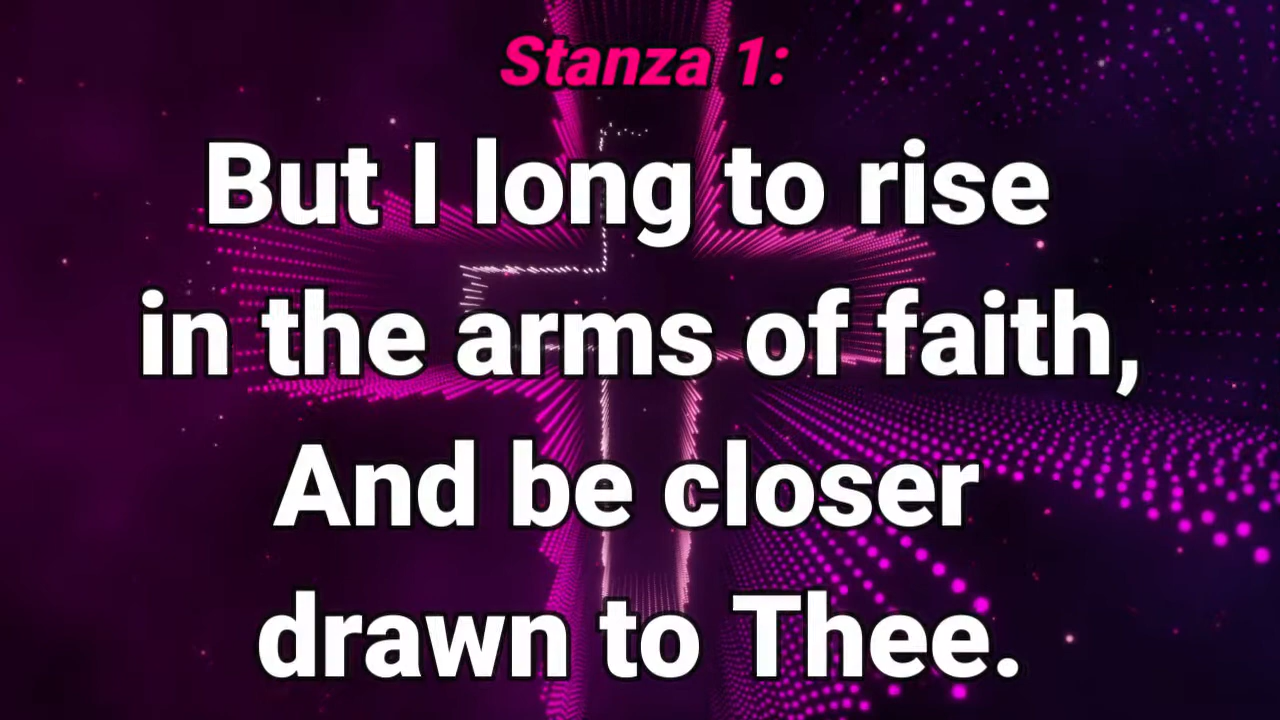 Stanza 1:
But I long to rise
in the arms of faith,
And be closer
drawn to Thee.